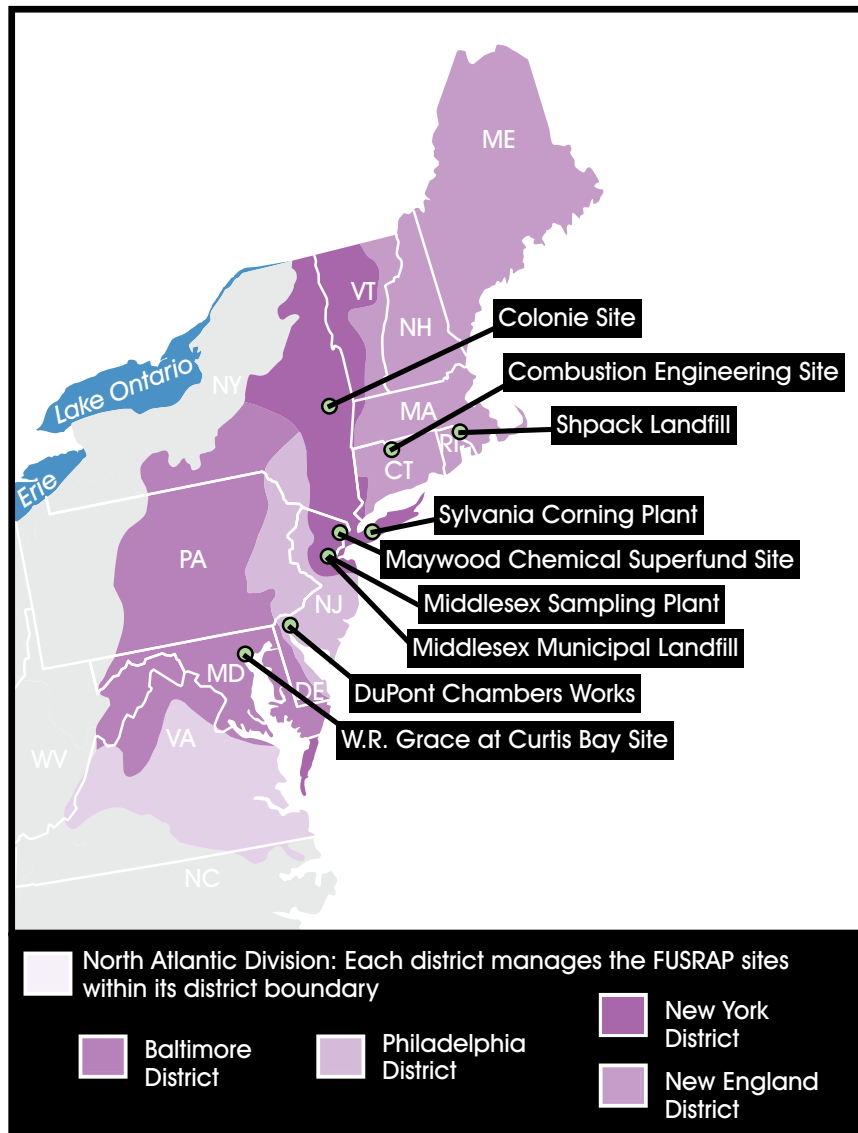 ME
VT
NH
Colonie Site
Lake Ontario
NY
Combustion Engineering Site
MA
Shpack Landfill
RI
CT
Erie
Sylvania Corning Plant
PA
Maywood Chemical Superfund Site
NJ
Middlesex Sampling Plant
Middlesex Municipal Landfill
MD
DE
DuPont Chambers Works
VA
W.R. Grace at Curtis Bay Site
WV
NC
North Atlantic Division: Each district manages the FUSRAP sites
within its district boundary
Baltimore
District
Philadelphia
District
New York
District
New England
District